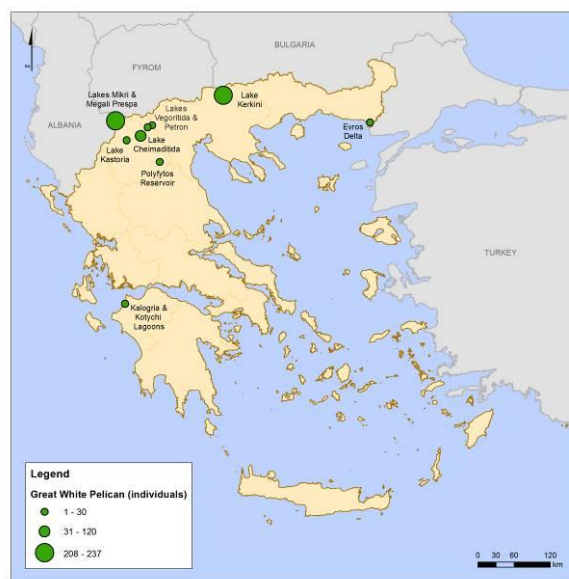 BULGARIA
FYROM
ALBANIA
TURKEY
Lakes Mikri &
Megali Prespa
Lakes
Vegoritida &
Petron
Lake
Kerkini
Evros
Delta
Lake
Cheimaditida
Lake
Kastoria
Polyfytos
Reservoir
Kalogria &
Kotychi
Lagoons
Legend
Great White Pelican (individuals)
1 - 30
31 - 120
208 - 237
0 30 60 120
km
z